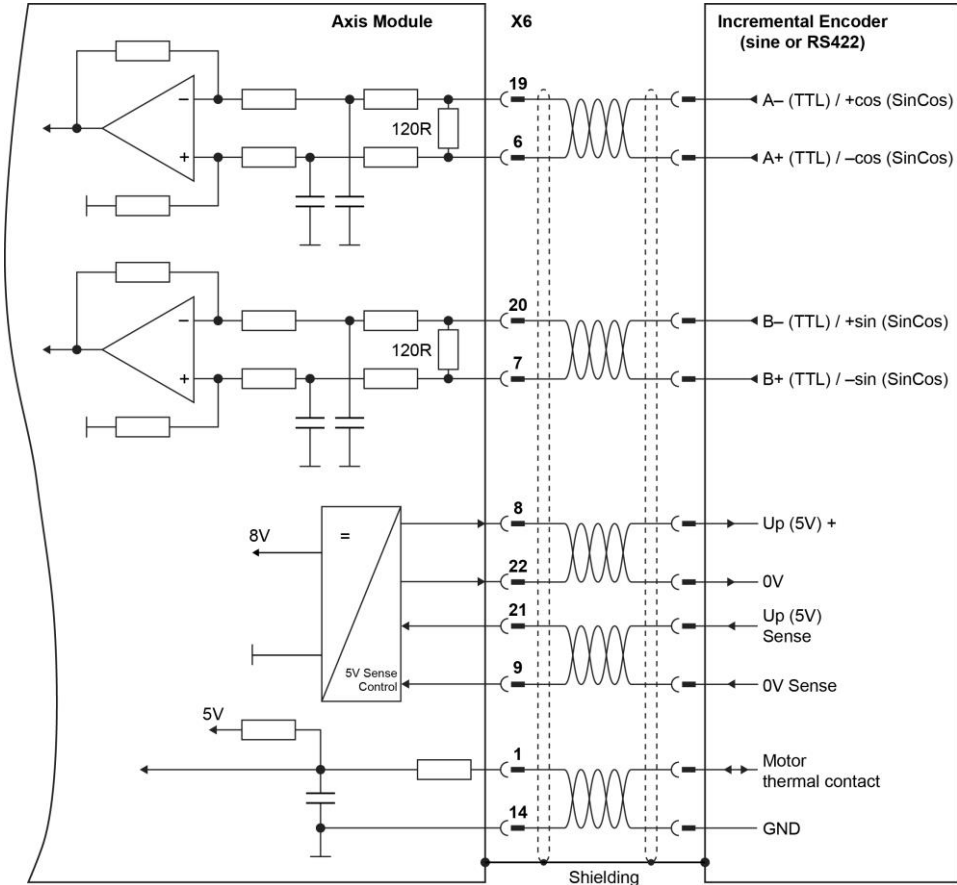 Axis Module
X6
Incremental Encoder
(sine or RS422)
19
A– (TTL) / +cos (SinCos)
120R
6
A+ (TTL) / –cos (SinCos)
20
B– (TTL) / +sin (SinCos)
120R
7
B+ (TTL) / –sin (SinCos)
8
Up (5V) +
8V
=
22
0V
21
Up (5V)
Sense
5V Sense
Control
9
0V Sense
5V
1
Motor
thermal contact
14
GND
Shielding
–
+
–
+